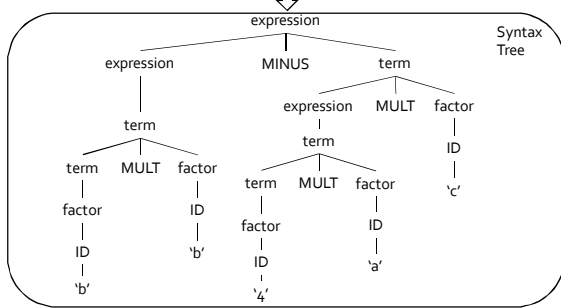 expression
Syntax
Tree
expression MINUS term
expression MULT factor
term
term
ID
term MULT factor
term MULT factor
'c'
factor
ID
factor
ID
ID
'b'
ID
'a'
'b'
'4'